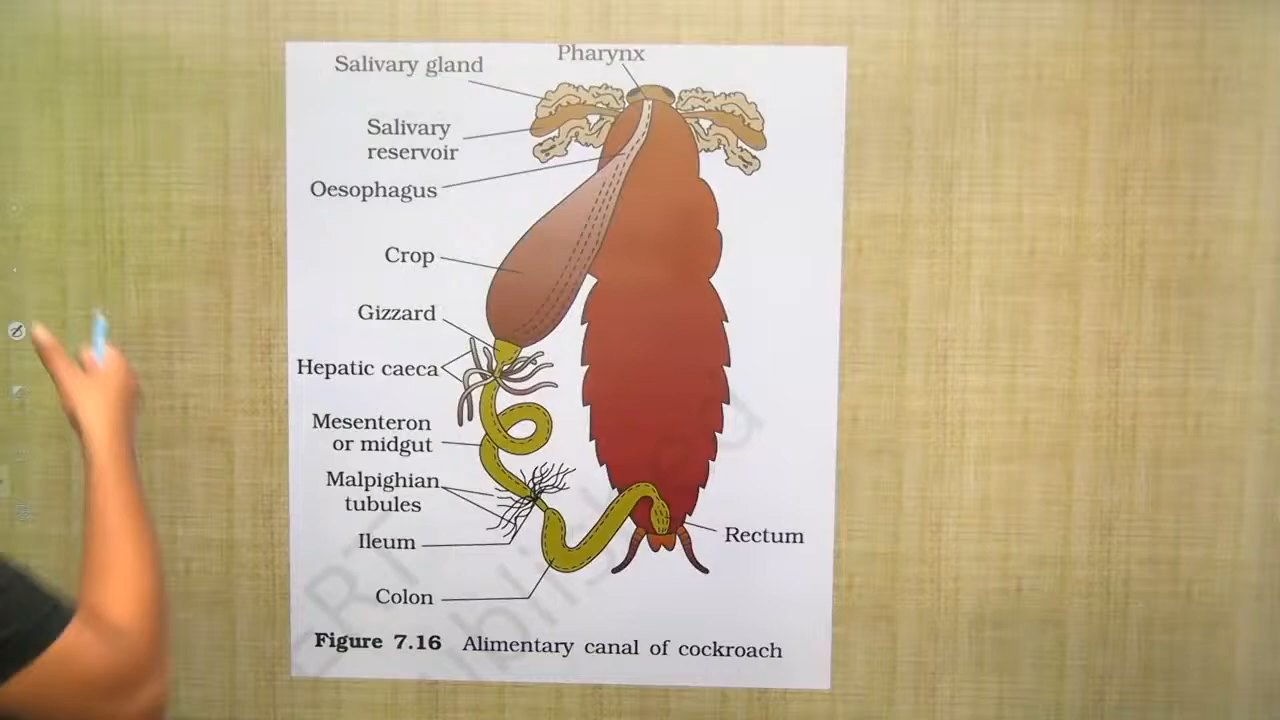 Pharynx
Salivary gland
Salivary
reservoir
Oesophagus
Crop
Gizzard
Hepatic caeca
Mesenteron
or midgut
Malpighian
tubules
Ileum
Rectum
Colon
Figure 7.16 Alimentary canal of cockroach